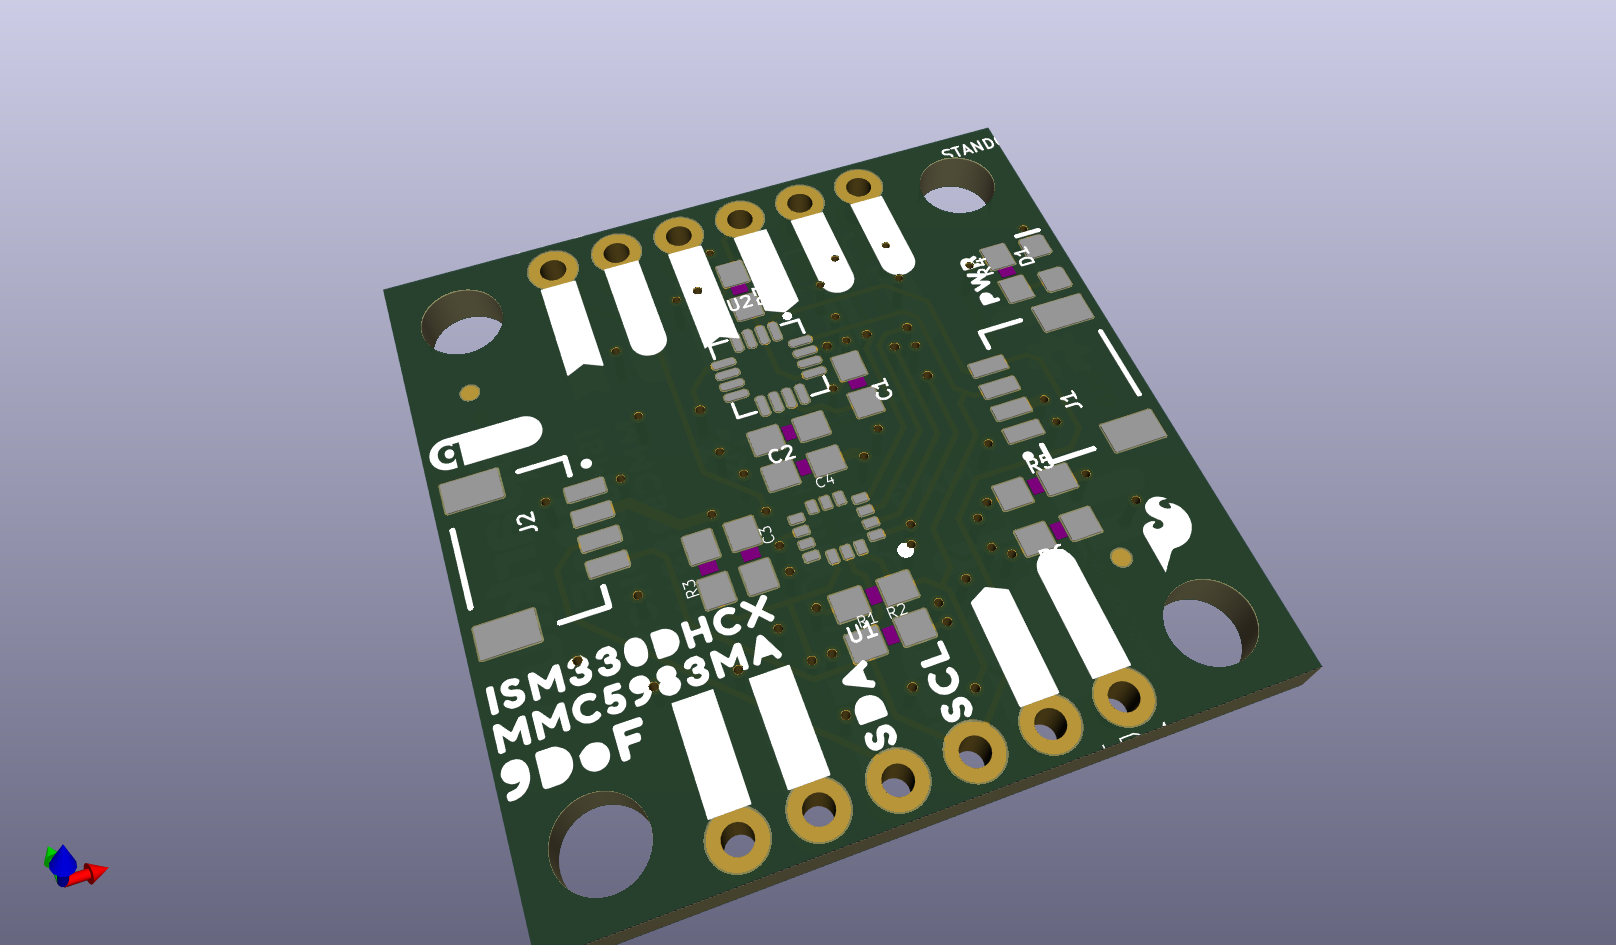 STAND
D1
R4
PWR
U2
C1
J1
C2
C4
R5
J2
C3
R3
R1
R2
U1
ISM330DHCX
MMC5983MA
9DoF
SDA
SCL